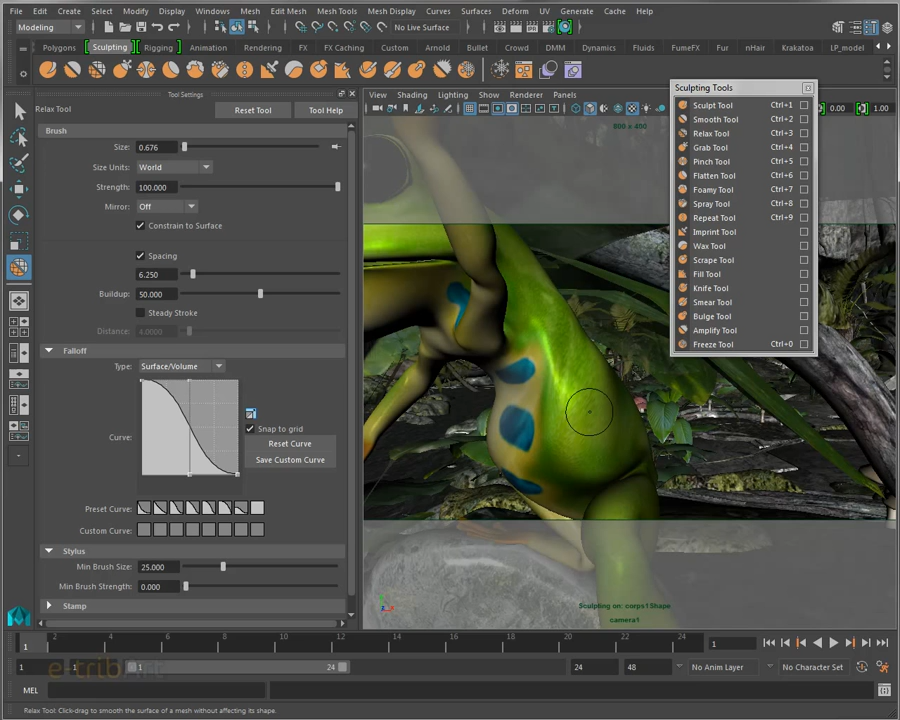 File Edit Create Select Modify Display Windows Mesh Edit Mesh Mesh Tools Mesh Display Curves Surfaces Deform UV Generate Cache Help
Modeling No Live Surface
Polygons Sculpting Rigging Animation Rendering FX FX Caching Custom Arnold Bullet Crowd DMM Dynamics Fluids FumeFX Fur nHair Krakatoa LP_model
Tool Settings
Relax Tool Reset Tool Tool Help
Brush
Size: 0.676
Size Units: World
Strength: 100.000
Mirror: Off
Constrain to Surface
Spacing
6.250
Buildup: 50.000
Steady Stroke
Distance: 4.0000
Falloff
Type: Surface/Volume
Curve:
Snap to grid
Reset Curve
Save Custom Curve
Preset Curve:
Custom Curve:
Stylus
Min Brush Size: 25.000
Min Brush Strength: 0.000
Stamp
View Shading Lighting Show Renderer Panels
0.00 1.00
800 x 400
Sculpting Tools
Sculpt Tool Ctrl+1
Smooth Tool Ctrl+2
Relax Tool Ctrl+3
Grab Tool Ctrl+4
Pinch Tool Ctrl+5
Flatten Tool Ctrl+6
Foamy Tool Ctrl+7
Spray Tool Ctrl+8
Repeat Tool Ctrl+9
Imprint Tool
Wax Tool
Scrape Tool
Fill Tool
Knife Tool
Smear Tool
Bulge Tool
Amplify Tool
Freeze Tool Ctrl+0
Sculpting on: corps1Shape
camera1
1 2 4 6 8 10 12 14 16 18 20 22 24 1
1 1 1 24 24 48 No Anim Layer No Character Set
MEL
Relax Tool: Click-drag to smooth the surface of a mesh without affecting its shape.